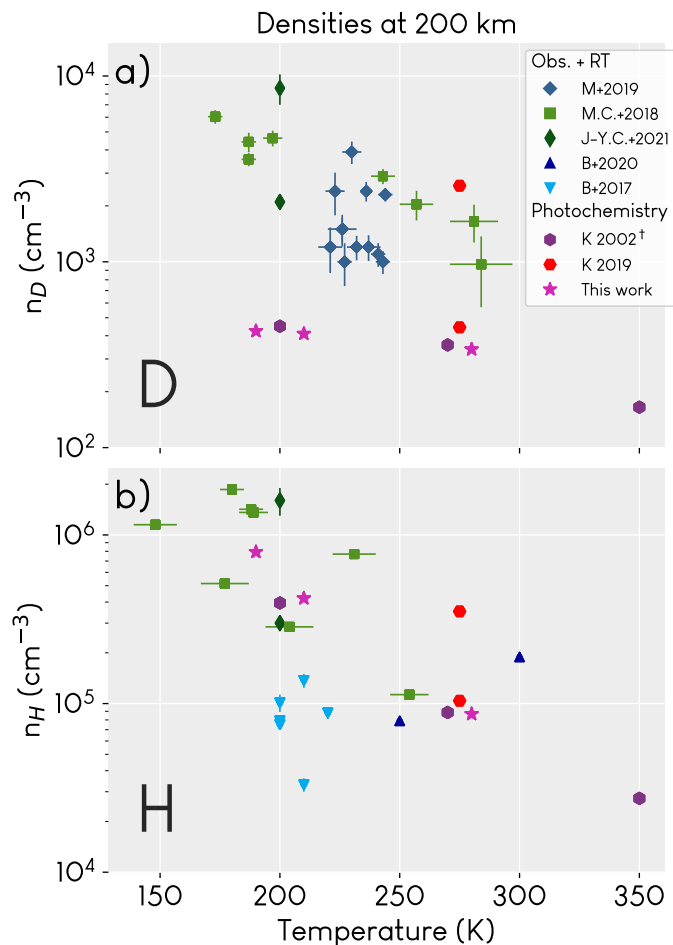 Densities at 200 km
a)
10⁴
10³
10²
n_D (cm⁻³)
D
Obs. + RT
M+2019
M.C.+2018
J-Y.C.+2021
B+2020
B+2017
Photochemistry
K 2002†
K 2019
This work
b)
10⁶
10⁵
10⁴
n_H (cm⁻³)
H
150 200 250 300 350
Temperature (K)